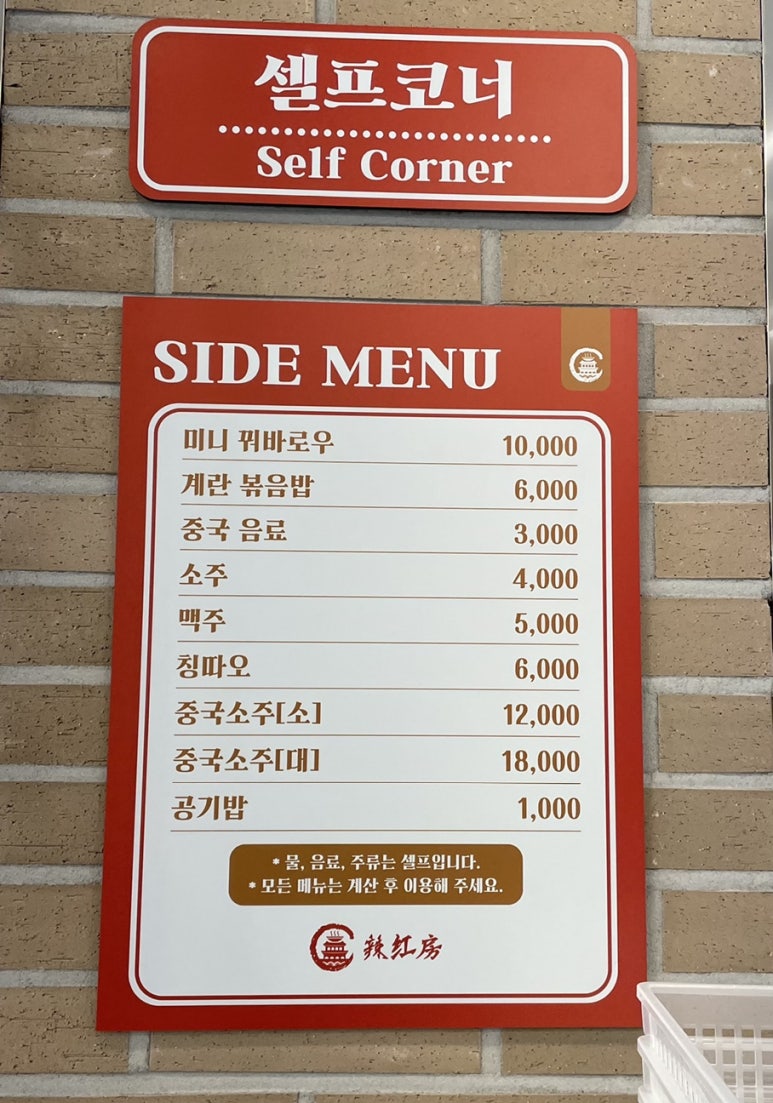 셀프코너
Self Corner
SIDE MENU
미니 꿔바로우 10,000
계란 볶음밥 6,000
중국 음료 3,000
소주 4,000
맥주 5,000
칭따오 6,000
중국소주[소] 12,000
중국소주[대] 18,000
공기밥 1,000
* 물, 음료, 주류는 셀프입니다.
* 모든 메뉴는 계산 후 이용해 주세요.
辣红房